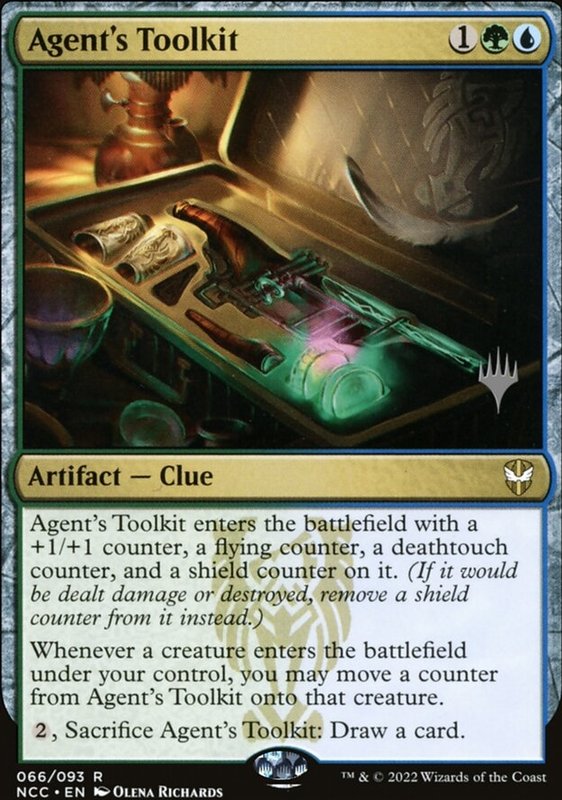 Agent's Toolkit 1
Artifact — Clue
Agent's Toolkit enters the battlefield with a
+1/+1 counter, a flying counter, a deathtouch
counter, and a shield counter on it. (If it would
be dealt damage or destroyed, remove a shield
counter from it instead.)
Whenever a creature enters the battlefield
under your control, you may move a counter
from Agent's Toolkit onto that creature.
2, Sacrifice Agent's Toolkit: Draw a card.
066/093 R
NCC • EN OLENA RICHARDS
™ & © 2022 Wizards of the Coast